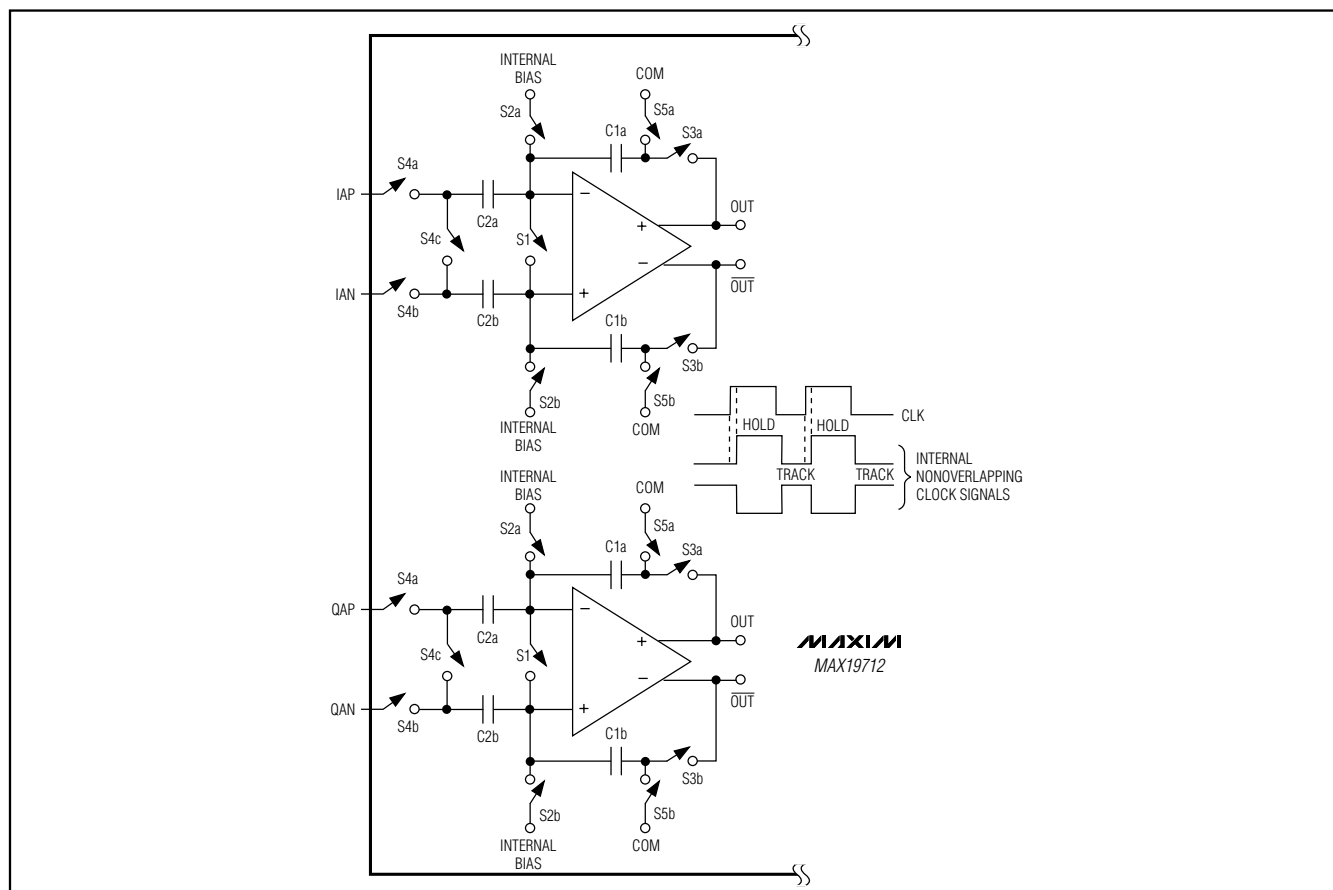 INTERNAL
BIAS
COM
S2a
S5a
C1a
S3a
S4a
IAP
−
C2a
OUT
+
S4c
S1
−
OUT
IAN
+
S4b
C2b
C1b
S3b
S2b
S5b
INTERNAL
BIAS
COM
CLK
HOLD HOLD
TRACK TRACK
INTERNAL
NONOVERLAPPING
CLOCK SIGNALS
INTERNAL
BIAS
COM
S2a
S5a
C1a
S3a
S4a
QAP
−
C2a
OUT
+
S4c
S1
−
OUT
QAN
+
S4b
C2b
C1b
S3b
S2b
S5b
INTERNAL
BIAS
COM
MAXIM
MAX19712